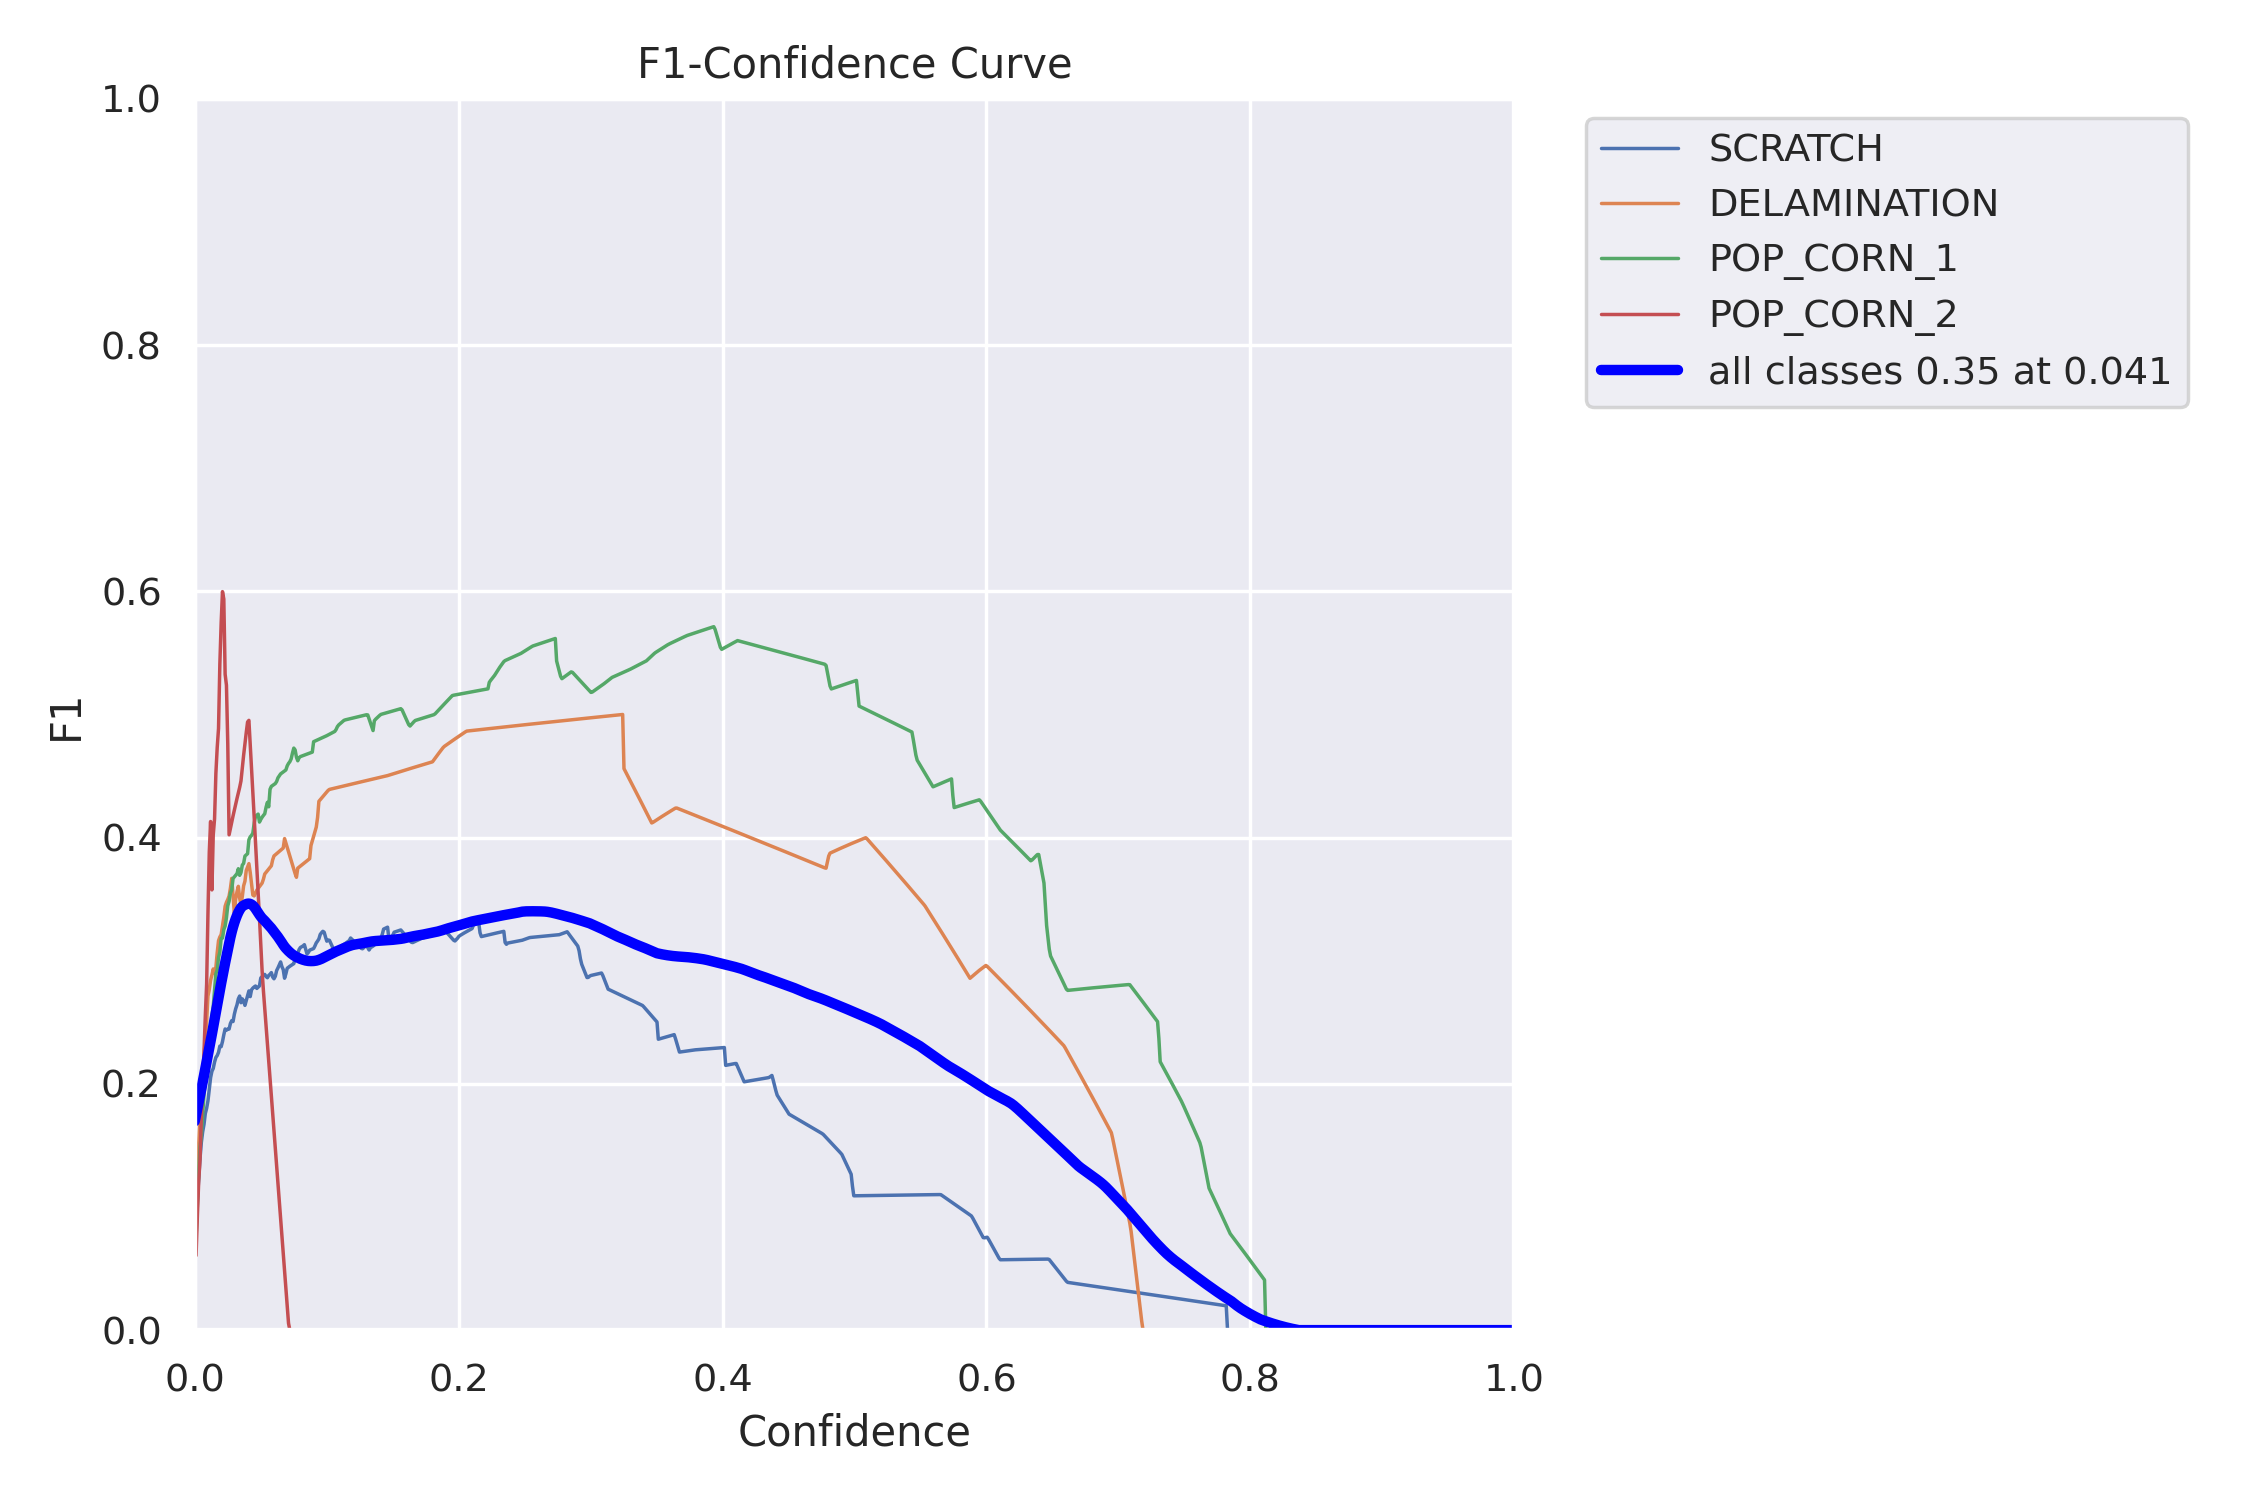 F1-Confidence Curve
1.0
0.8
0.6
0.4
0.2
0.0
F1
0.0 0.2 0.4 0.6 0.8 1.0
Confidence
SCRATCH
DELAMINATION
POP_CORN_1
POP_CORN_2
all classes 0.35 at 0.041